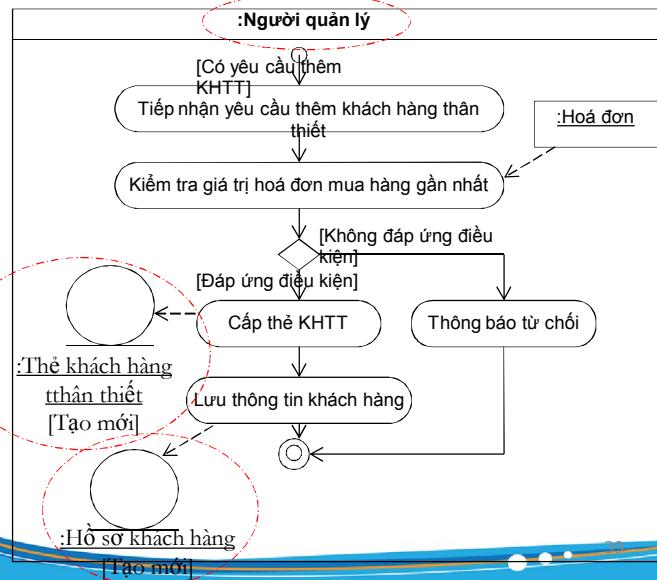 :Người quản lý
[Có yêu cầu thêm
KHTT]
Tiếp nhận yêu cầu thêm khách hàng thân
thiết
:Hoá đơn
Kiểm tra giá trị hoá đơn mua hàng gần nhất
[Không đáp ứng điều
kiện]
[Đáp ứng điều kiện]
Cấp thẻ KHTT
Thông báo từ chối
:Thẻ khách hàng
tthân thiết
[Tạo mới]
Lưu thông tin khách hàng
:Hồ sơ khách hàng
[Tạo mới]